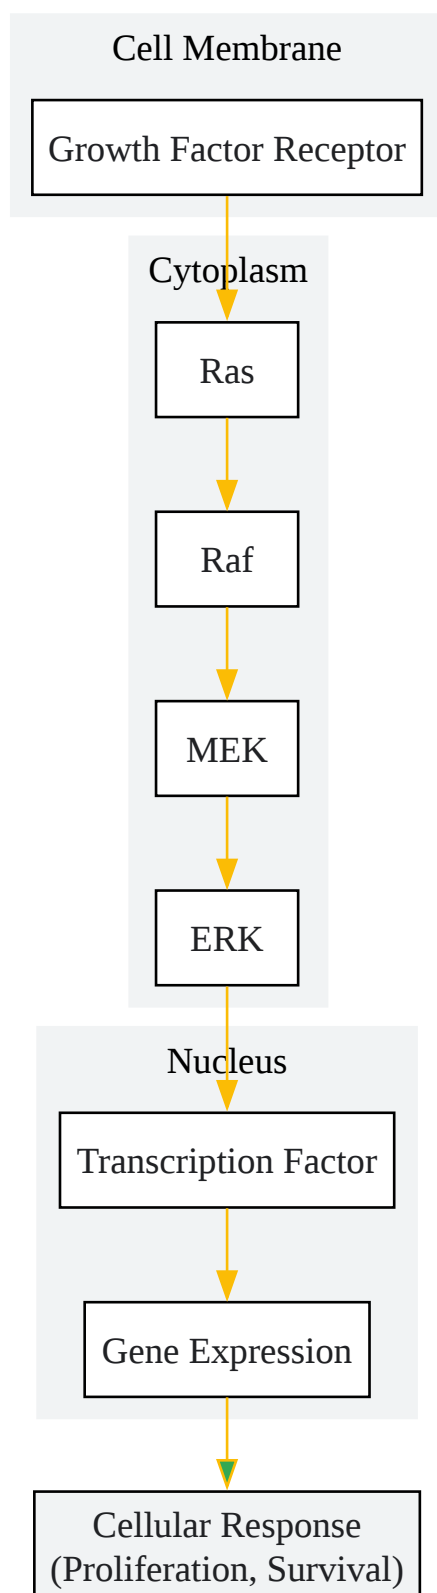 Cell Membrane
Growth Factor Receptor
Cytoplasm
Ras
Raf
MEK
ERK
Nucleus
Transcription Factor
Gene Expression
Cellular Response
(Proliferation, Survival)